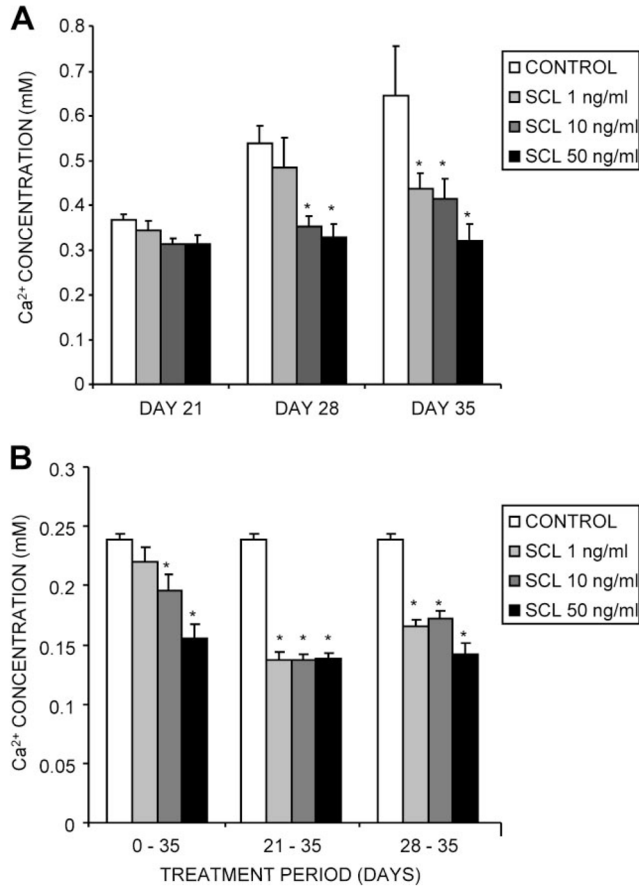 A
Ca²⁺ CONCENTRATION (mM)
0.8
0.7
0.6
0.5
0.4
0.3
0.2
0.1
0
* *
* *
*
DAY 21 DAY 28 DAY 35
CONTROL
SCL 1 ng/ml
SCL 10 ng/ml
SCL 50 ng/ml
B
Ca²⁺ CONCENTRATION (mM)
0.3
0.25
0.2
0.15
0.1
0.05
0
*
*
* * *
* *
*
0 - 35 21 - 35 28 - 35
TREATMENT PERIOD (DAYS)
CONTROL
SCL 1 ng/ml
SCL 10 ng/ml
SCL 50 ng/ml